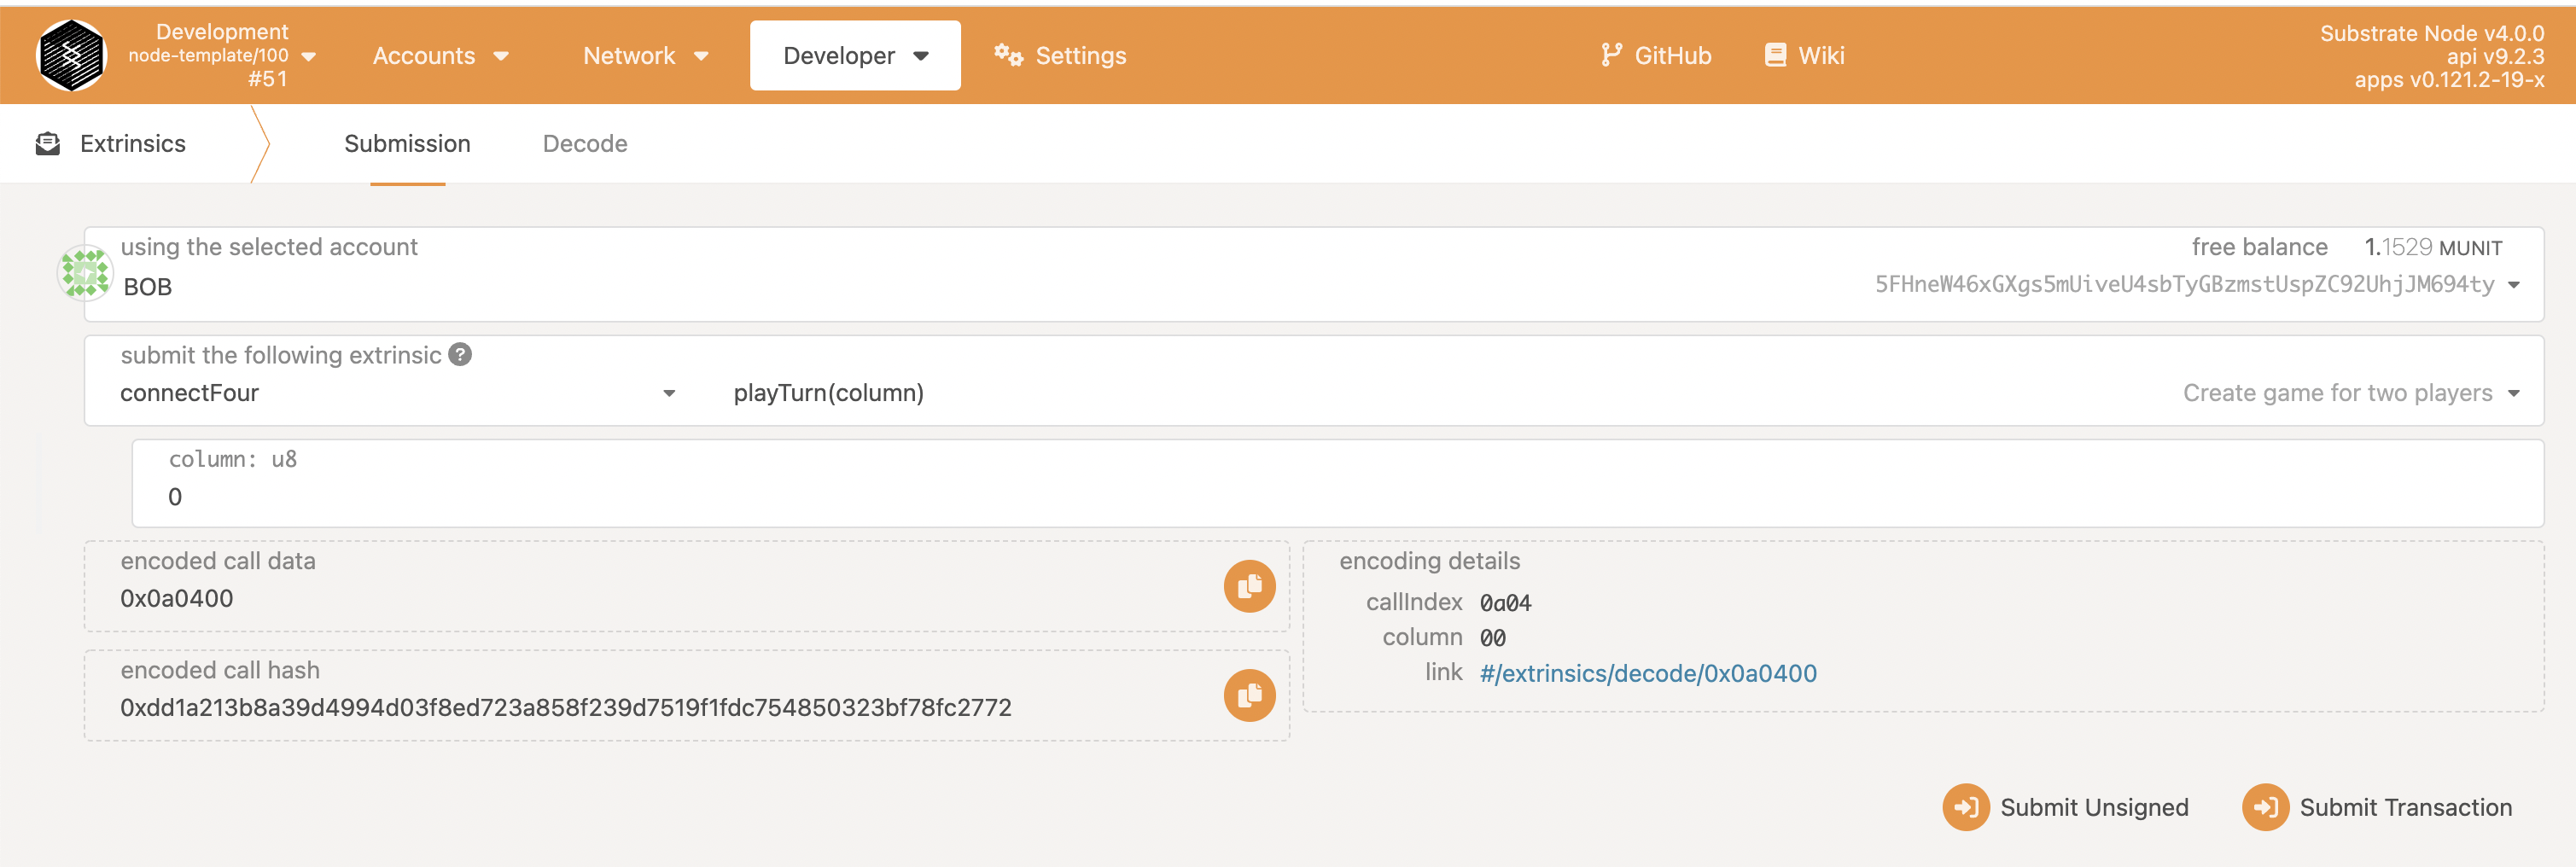 Development
node-template/100
#51
Accounts
Network
Developer
Settings
GitHub
Wiki
Substrate Node v4.0.0
api v9.2.3
apps v0.121.2-19-x
Extrinsics
Submission
Decode
using the selected account
BOB
free balance 1.1529 MUNIT
5FHneW46xGXgs5mUiveU4sbTyGBzmstUspZC92UhjJM694ty
submit the following extrinsic ?
connectFour
playTurn(column)
Create game for two players
column: u8
0
encoded call data
0x0a0400
encoding details
callIndex 0a04
column 00
link #/extrinsics/decode/0x0a0400
encoded call hash
0xdd1a213b8a39d4994d03f8ed723a858f239d7519f1fdc754850323bf78fc2772
Submit Unsigned
Submit Transaction